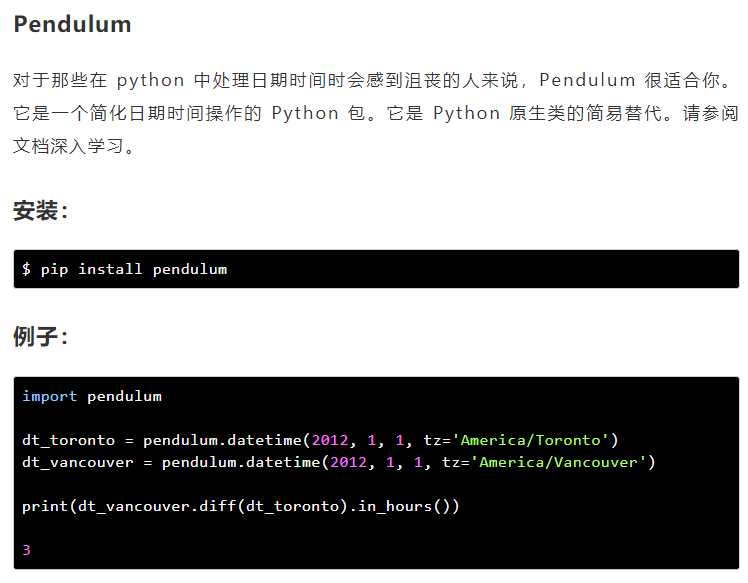 Pendulum
对于那些在 python 中处理日期时间时会感到沮丧的人来说，Pendulum 很适合你。
它是一个简化日期时间操作的 Python 包。它是 Python 原生类的简易替代。请参阅
文档深入学习。
安装：
$ pip install pendulum
例子：
import pendulum
dt_toronto = pendulum.datetime(2012, 1, 1, tz='America/Toronto')
dt_vancouver = pendulum.datetime(2012, 1, 1, tz='America/Vancouver')
print(dt_vancouver.diff(dt_toronto).in_hours())
3